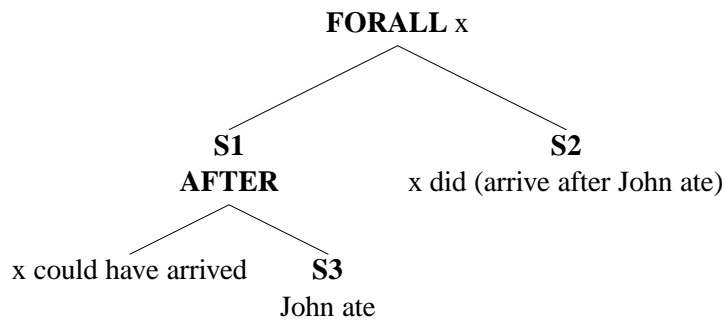 FORALL x
S1
S2
AFTER
x did (arrive after John ate)
x could have arrived
S3
John ate